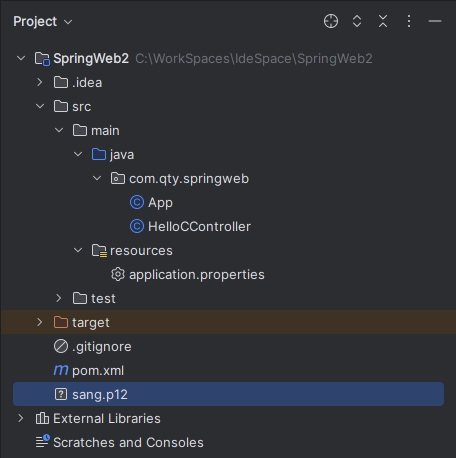 Project
SpringWeb2 C:\WorkSpaces\IdeSpace\SpringWeb2
.idea
src
main
java
com.qty.springweb
C App
C HelloCController
resources
application.properties
test
target
.gitignore
m pom.xml
? sang.p12
External Libraries
Scratches and Consoles